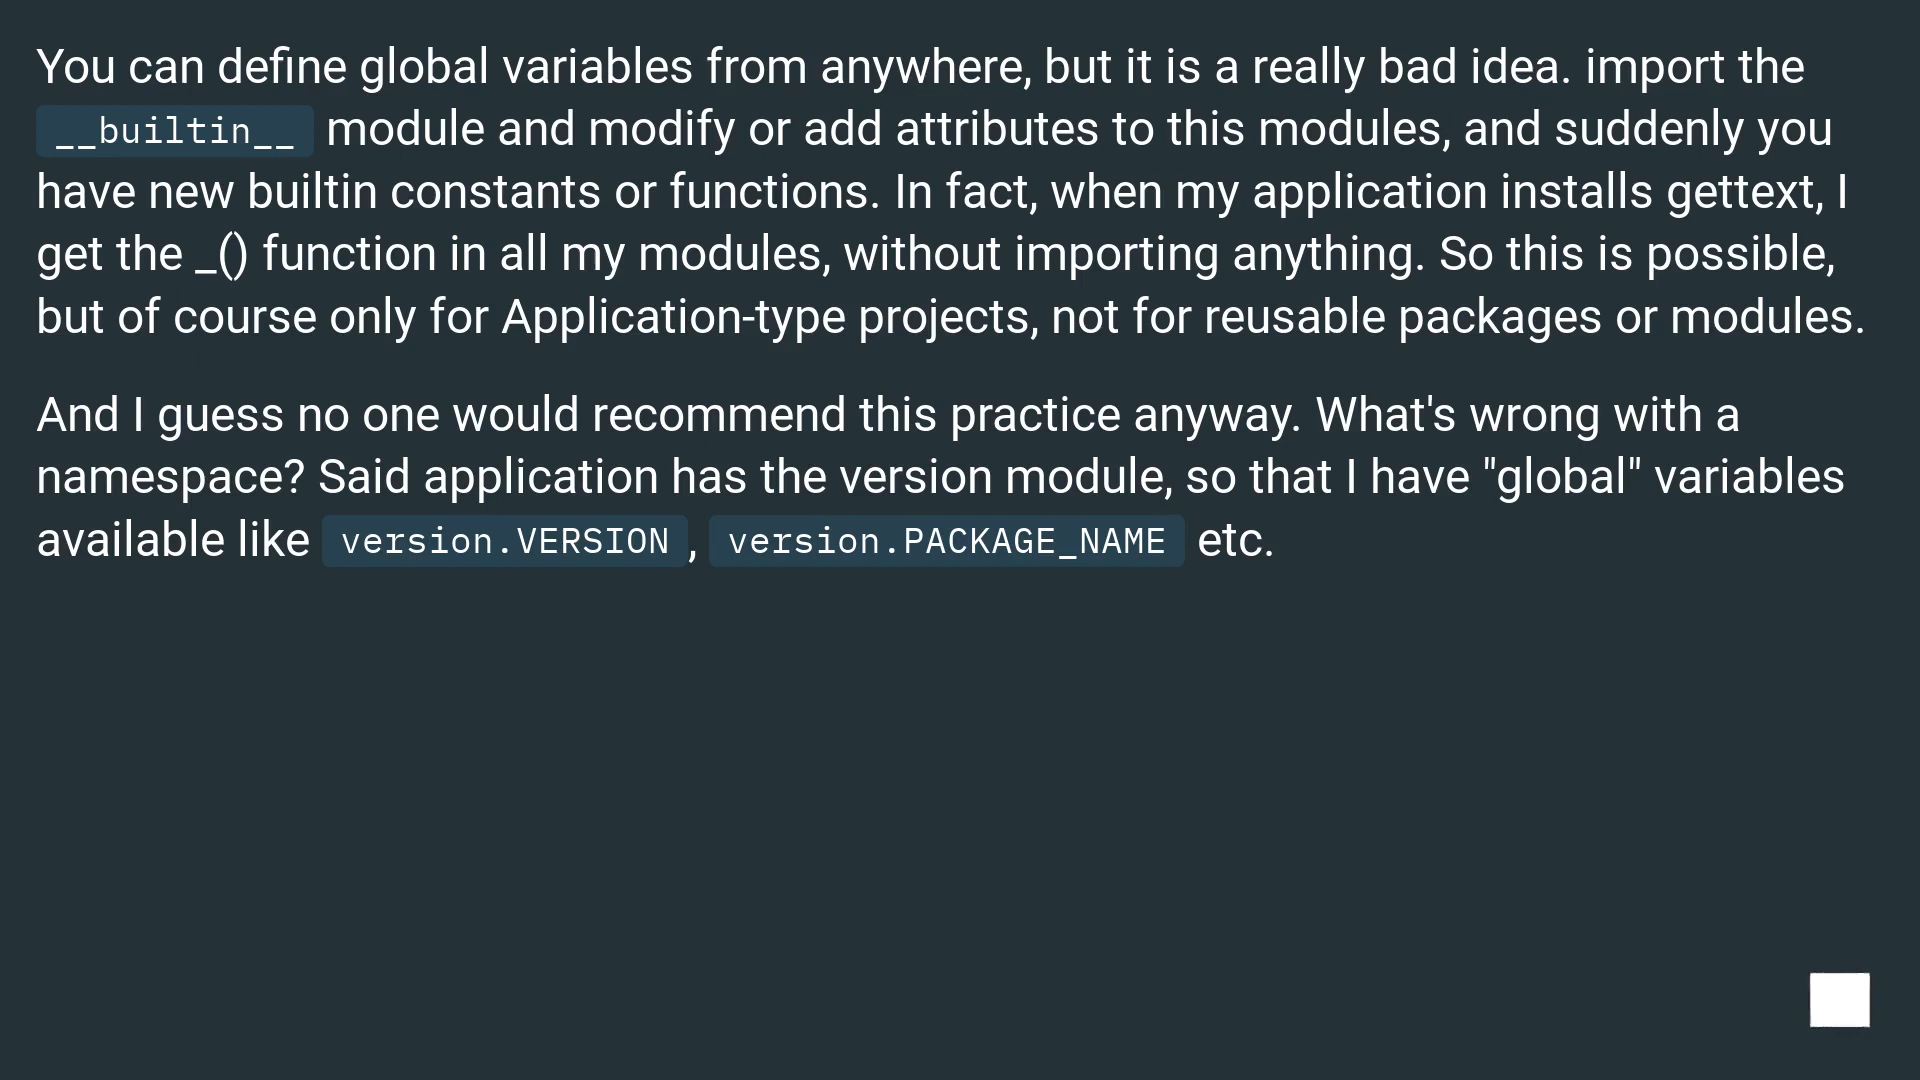 You can define global variables from anywhere, but it is a really bad idea. import the
__builtin__ module and modify or add attributes to this modules, and suddenly you
have new builtin constants or functions. In fact, when my application installs gettext, I
get the _() function in all my modules, without importing anything. So this is possible,
but of course only for Application-type projects, not for reusable packages or modules.
And I guess no one would recommend this practice anyway. What's wrong with a
namespace? Said application has the version module, so that I have "global" variables
available like version.VERSION, version.PACKAGE_NAME etc.